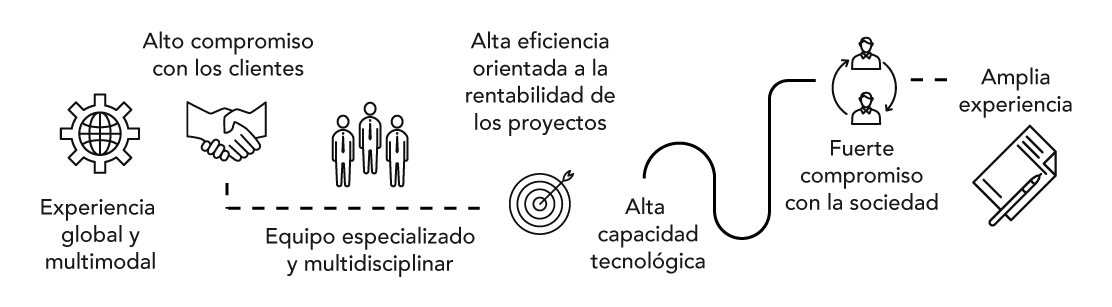 Experiencia
global y
multimodal
Alto compromiso
con los clientes
Equipo especializado
y multidisciplinar
Alta eficiencia
orientada a la
rentabilidad de
los proyectos
Alta
capacidad
tecnológica
Fuerte
compromiso
con la sociedad
Amplia
experiencia